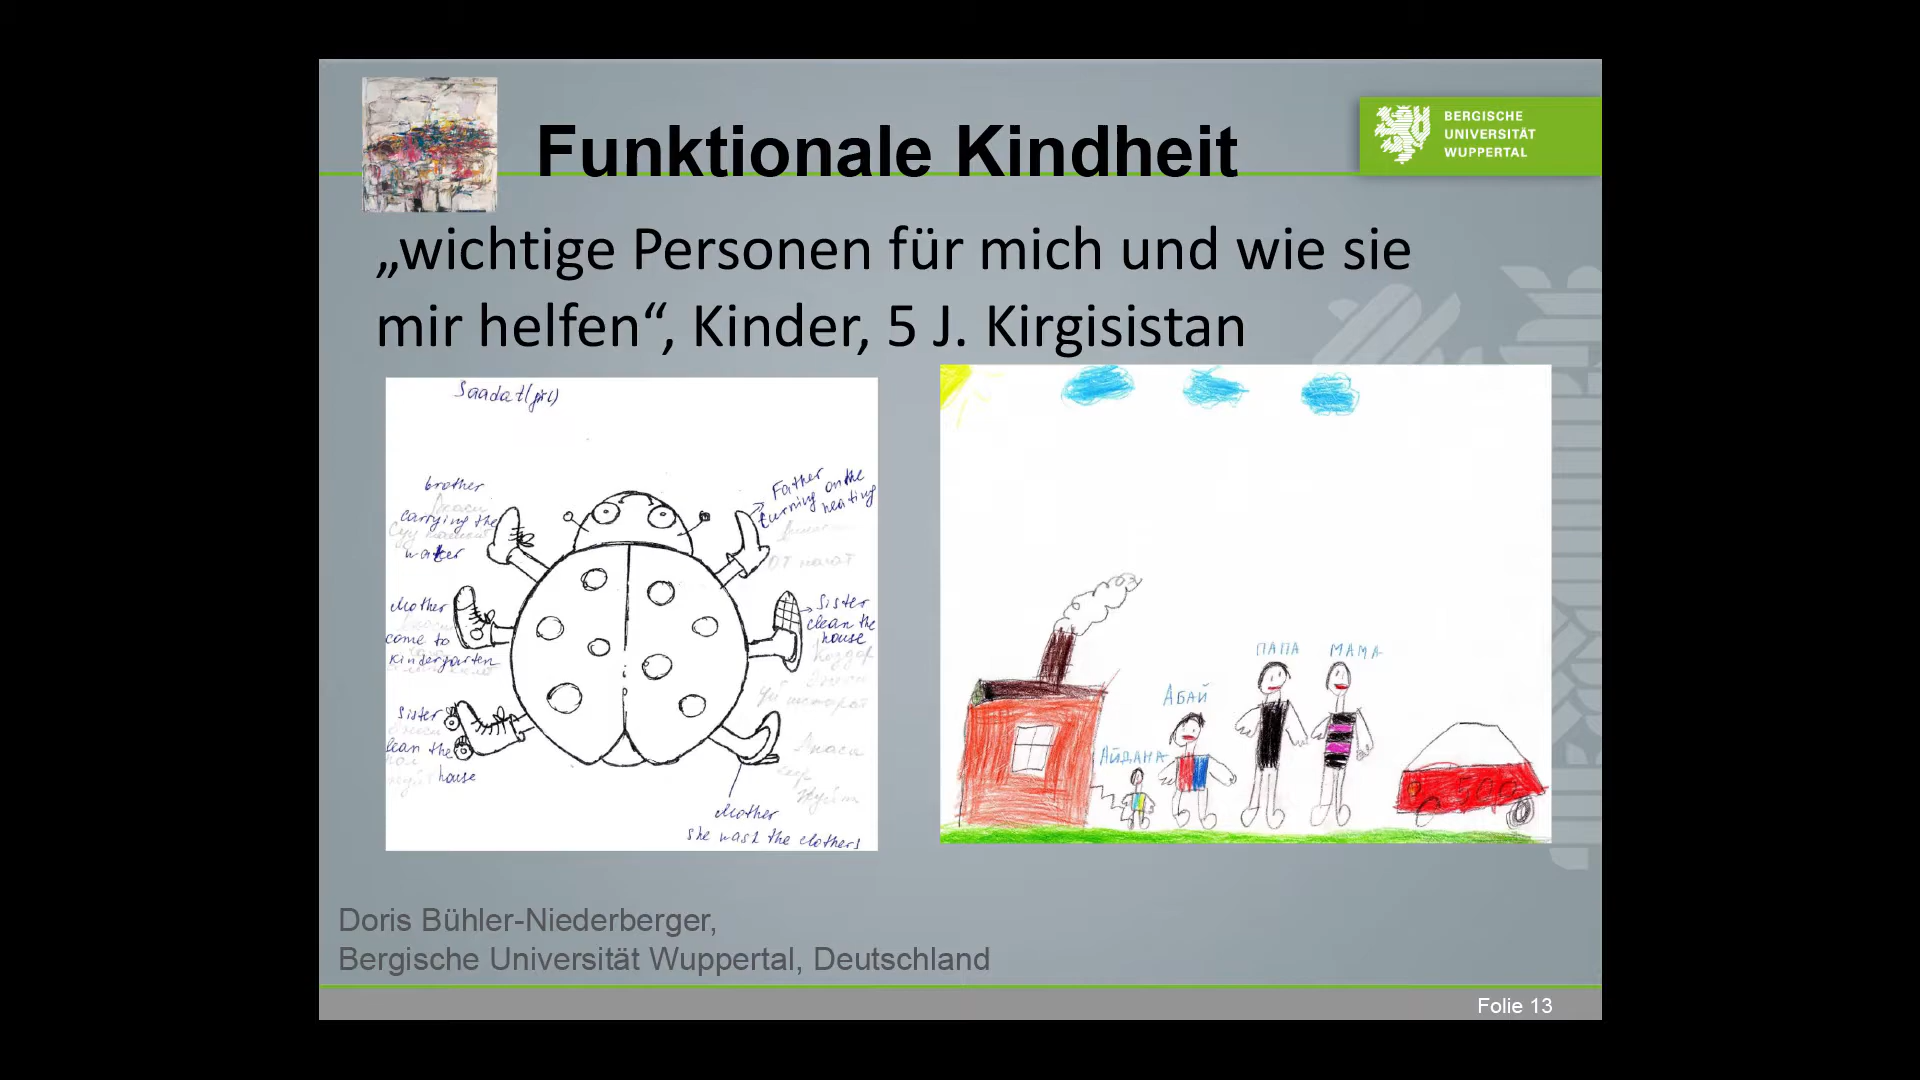 Funktionale Kindheit
BERGISCHE
UNIVERSITÄT
WUPPERTAL
„wichtige Personen für mich und wie sie
mir helfen“, Kinder, 5 J. Kirgisistan
Saadat (girl)
brother
carrying the
water
Mother
come to
kindergarten
Sister
clean the
house
Father
turning on the
heating
Sister
clean the
house
Mother
she wash the clothers
ПАПА МАМА
АБАЙ
АЙДАНА
Doris Bühler-Niederberger,
Bergische Universität Wuppertal, Deutschland
Folie 13